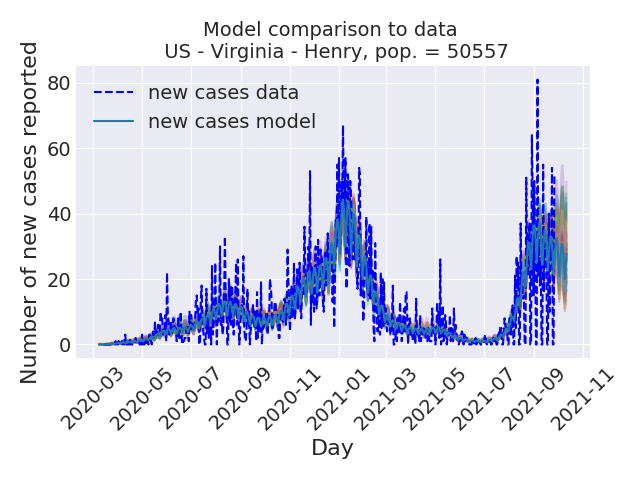 Model comparison to data
US - Virginia - Henry, pop. = 50557
new cases data
new cases model
Number of new cases reported
80
60
40
20
0
2020-03
2020-05
2020-07
2020-09
2020-11
2021-01
2021-03
2021-05
2021-07
2021-09
2021-11
Day